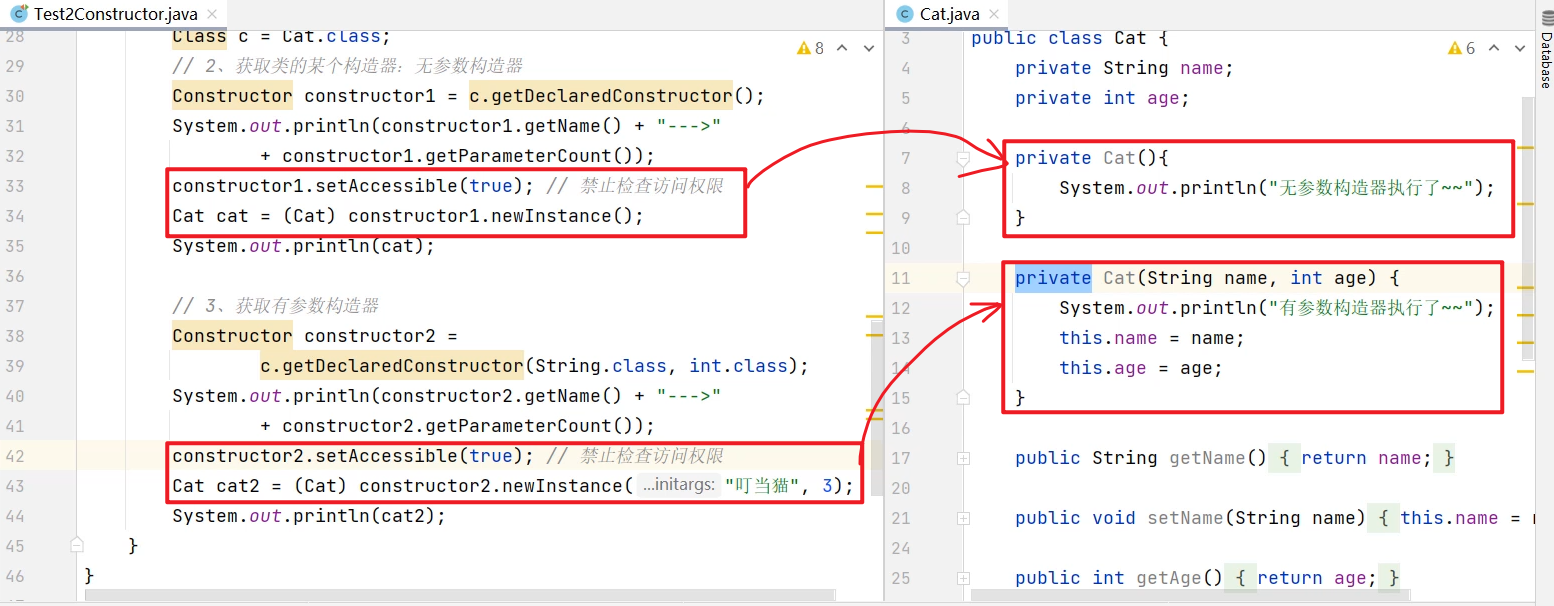 Test2Constructor.java
28 Class c = Cat.class;
29 // 2、获取类的某个构造器：无参数构造器
30 Constructor constructor1 = c.getDeclaredConstructor();
31 System.out.println(constructor1.getName() + "--->"
32 + constructor1.getParameterCount());
33 constructor1.setAccessible(true); // 禁止检查访问权限
34 Cat cat = (Cat) constructor1.newInstance();
35 System.out.println(cat);
36
37 // 3、获取有参数构造器
38 Constructor constructor2 =
39 c.getDeclaredConstructor(String.class, int.class);
40 System.out.println(constructor2.getName() + "--->"
41 + constructor2.getParameterCount());
42 constructor2.setAccessible(true); // 禁止检查访问权限
43 Cat cat2 = (Cat) constructor2.newInstance( ...initargs: "叮当猫", 3);
44 System.out.println(cat2);
45 }
46 }
8
Cat.java
3 public class Cat {
4 private String name;
5 private int age;
6
7 private Cat(){
8 System.out.println("无参数构造器执行了~~");
9 }
10
11 private Cat(String name, int age) {
12 System.out.println("有参数构造器执行了~~");
13 this.name = name;
14 this.age = age;
15 }
16
17 public String getName() { return name; }
20
21 public void setName(String name) { this.name = n
24
25 public int getAge() { return age; }
6
Database